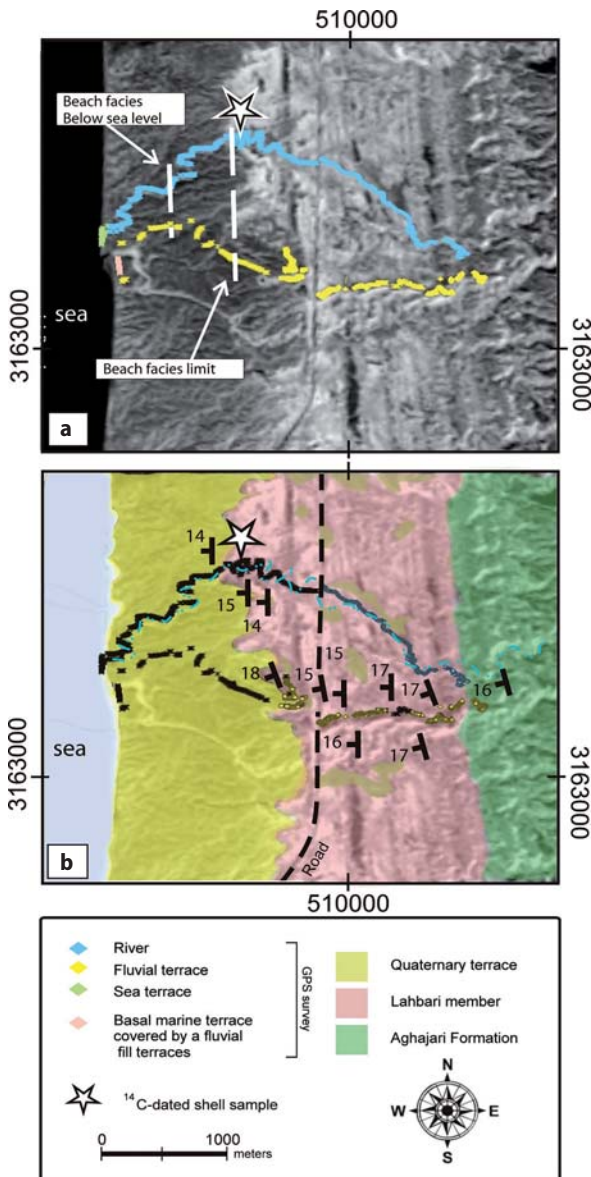 510000
Beach facies
Below sea level
sea
3163000
3163000
Beach facies limit
a
14
15
14
15
18
15
17
17
16
16
17
sea
3163000
3163000
Road
b
510000
River
Fluvial terrace
Sea terrace
Basal marine terrace
covered by a fluvial
fill terraces
GPS survey
Quaternary terrace
Lahbari member
Aghajari Formation
14C-dated shell sample
0 1000
meters
N
W E
S